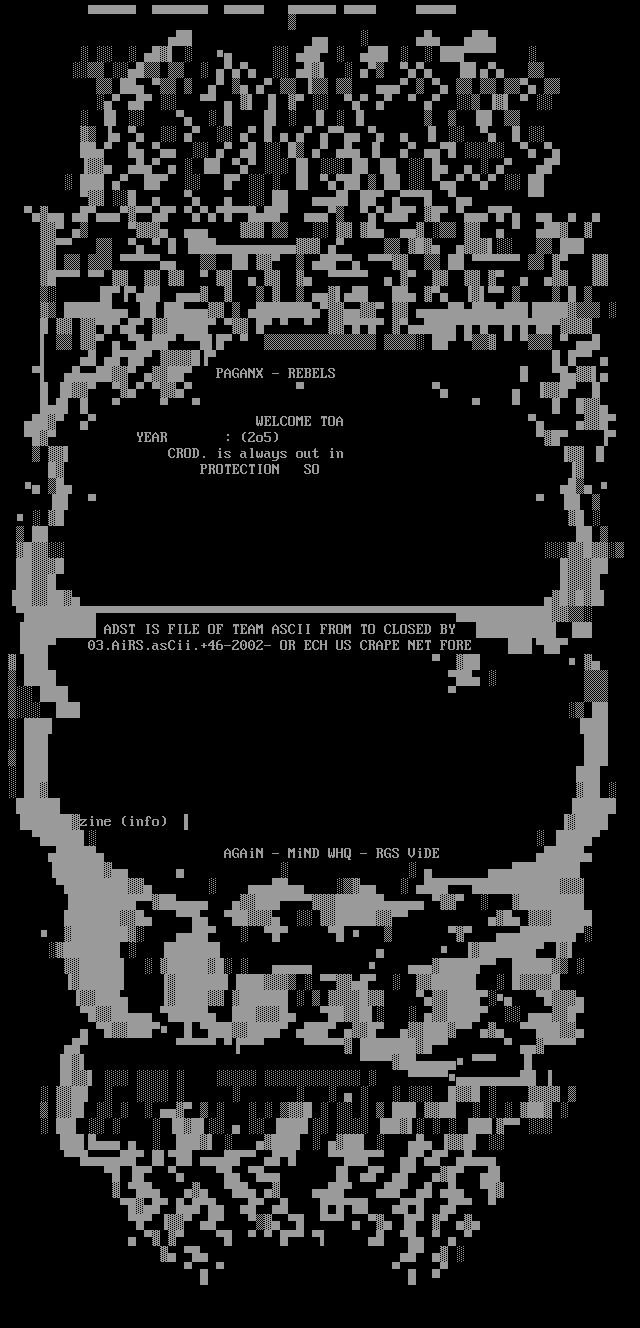 PAGANX - REBELS
WELCOME TOA
YEAR : (2o5)
CROD. is always out in
PROTECTION SO
ADST IS FILE OF TEAM ASCII FROM TO CLOSED BY
03.AiRS.asCii.+46-2002- OR ECH US CRAPE NET FORE
zine (info)
AGAiN - MiND WHQ - RGS ViDE